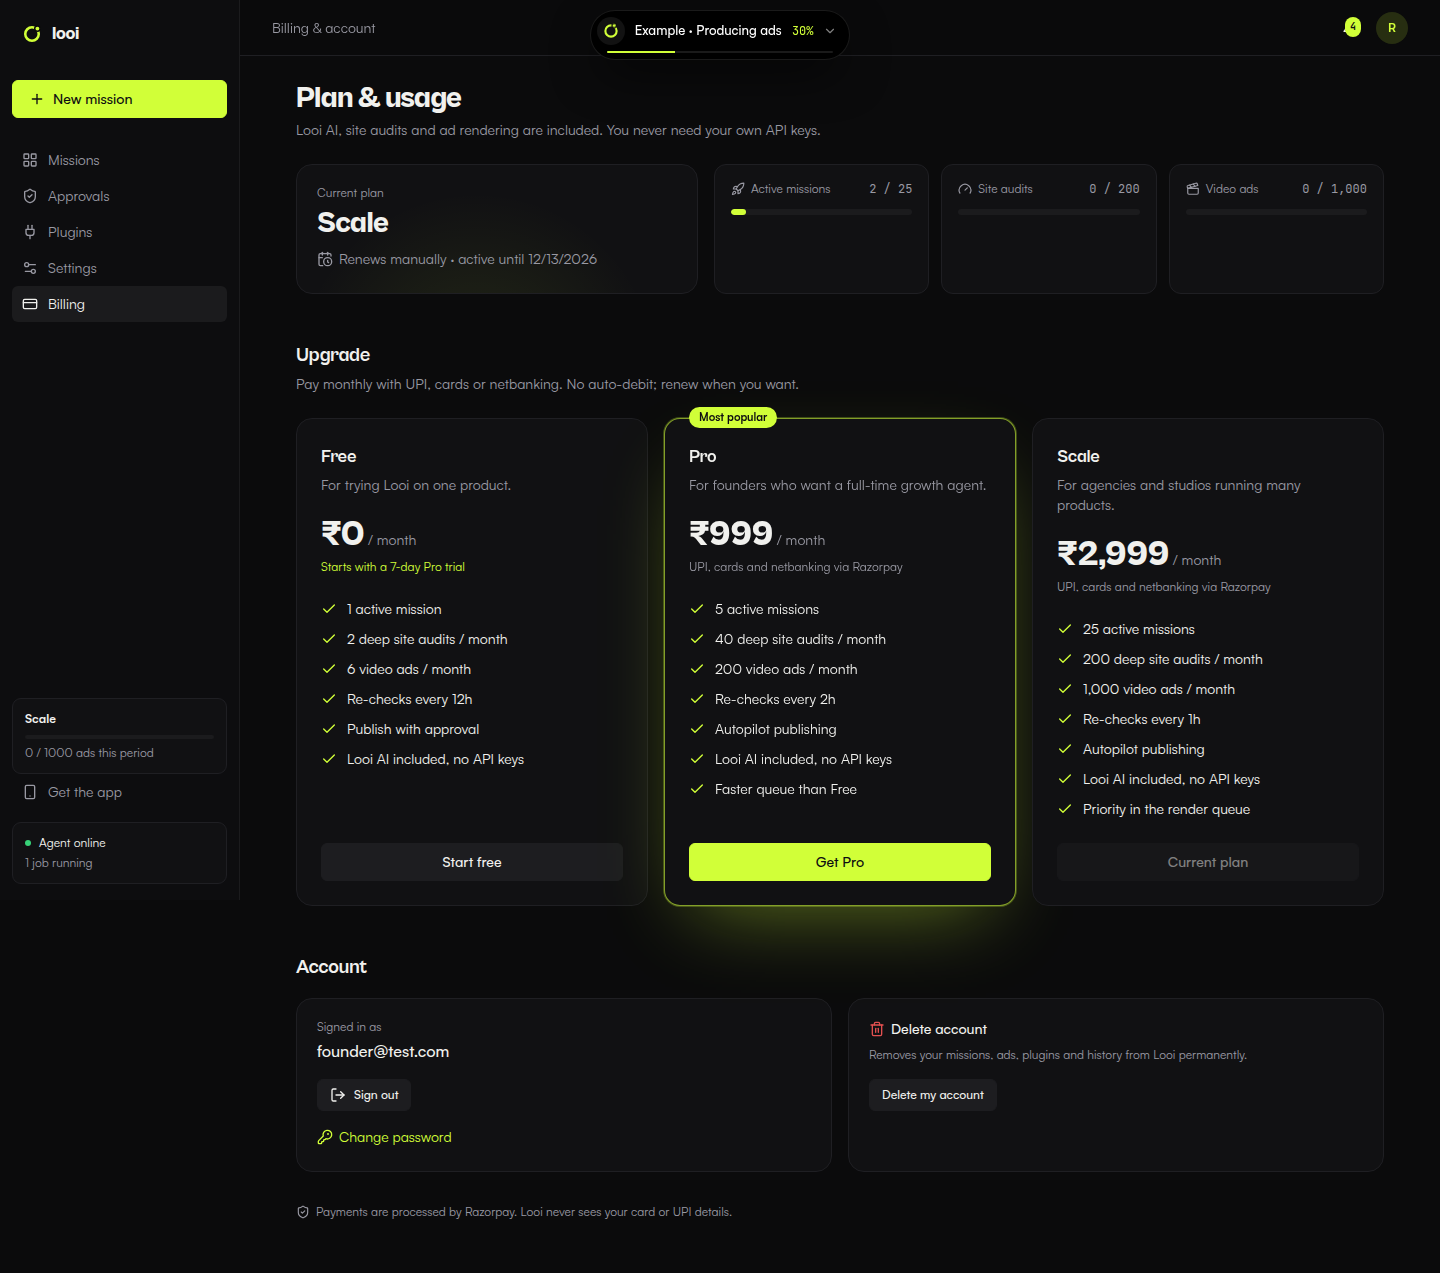 looi
Billing & account
Example • Producing ads 30%
4
R
New mission
Missions
Approvals
Plugins
Settings
Billing
Plan & usage
Looi AI, site audits and ad rendering are included. You never need your own API keys.
Current plan
Scale
Renews manually • active until 12/13/2026
Active missions 2 / 25
Site audits 0 / 200
Video ads 0 / 1,000
Upgrade
Pay monthly with UPI, cards or netbanking. No auto-debit; renew when you want.
Free
For trying Looi on one product.
₹0 / month
Starts with a 7-day Pro trial
1 active mission
2 deep site audits / month
6 video ads / month
Re-checks every 12h
Publish with approval
Looi AI included, no API keys
Start free
Most popular
Pro
For founders who want a full-time growth agent.
₹999 / month
UPI, cards and netbanking via Razorpay
5 active missions
40 deep site audits / month
200 video ads / month
Re-checks every 2h
Autopilot publishing
Looi AI included, no API keys
Faster queue than Free
Get Pro
Scale
For agencies and studios running many
products.
₹2,999 / month
UPI, cards and netbanking via Razorpay
25 active missions
200 deep site audits / month
1,000 video ads / month
Re-checks every 1h
Autopilot publishing
Looi AI included, no API keys
Priority in the render queue
Current plan
Scale
0 / 1000 ads this period
Get the app
Agent online
1 job running
Account
Signed in as
founder@test.com
Sign out
Change password
Delete account
Removes your missions, ads, plugins and history from Looi permanently.
Delete my account
Payments are processed by Razorpay. Looi never sees your card or UPI details.